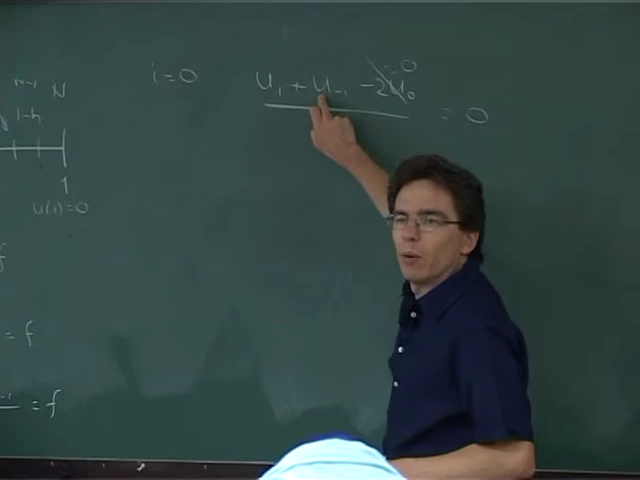 i=0
U₁ + U₋₁ - 2U₀ = 0
= 0
N-1 N
1-h
1
u(1)=0
f
= f
= f